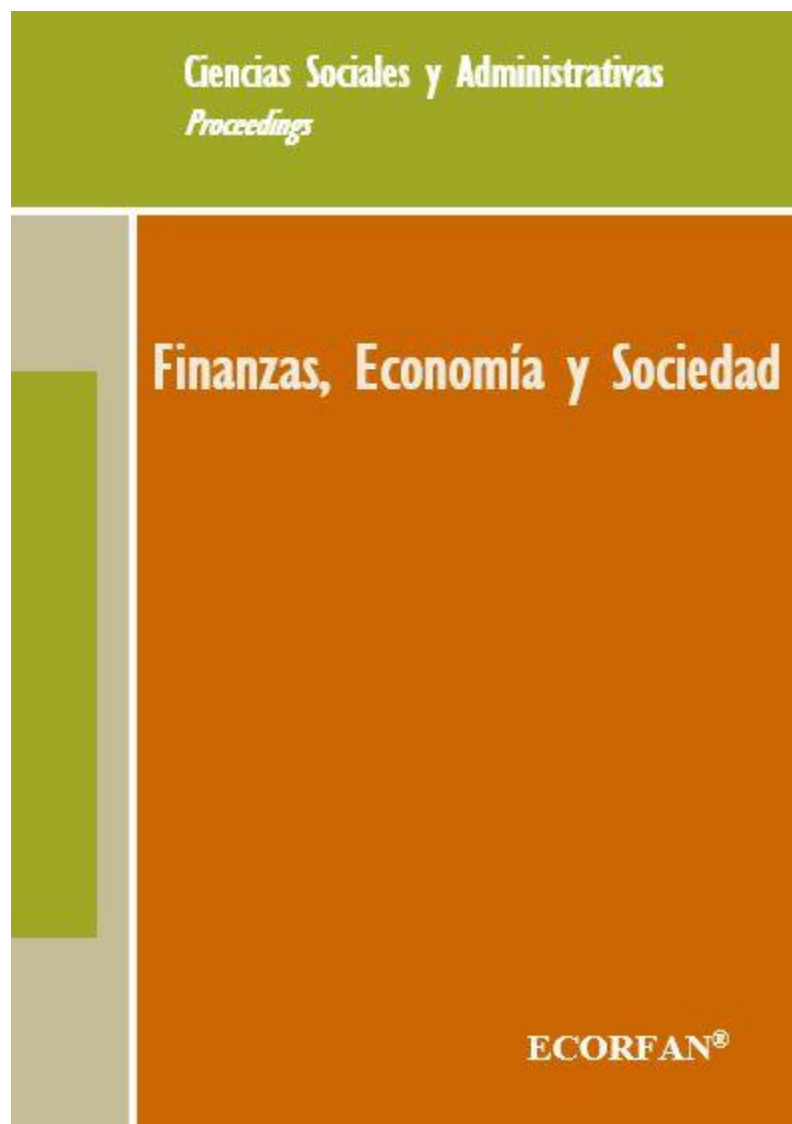 Ciencias Sociales y Administrativas
Proceedings
Finanzas, Economía y Sociedad
ECORFAN®